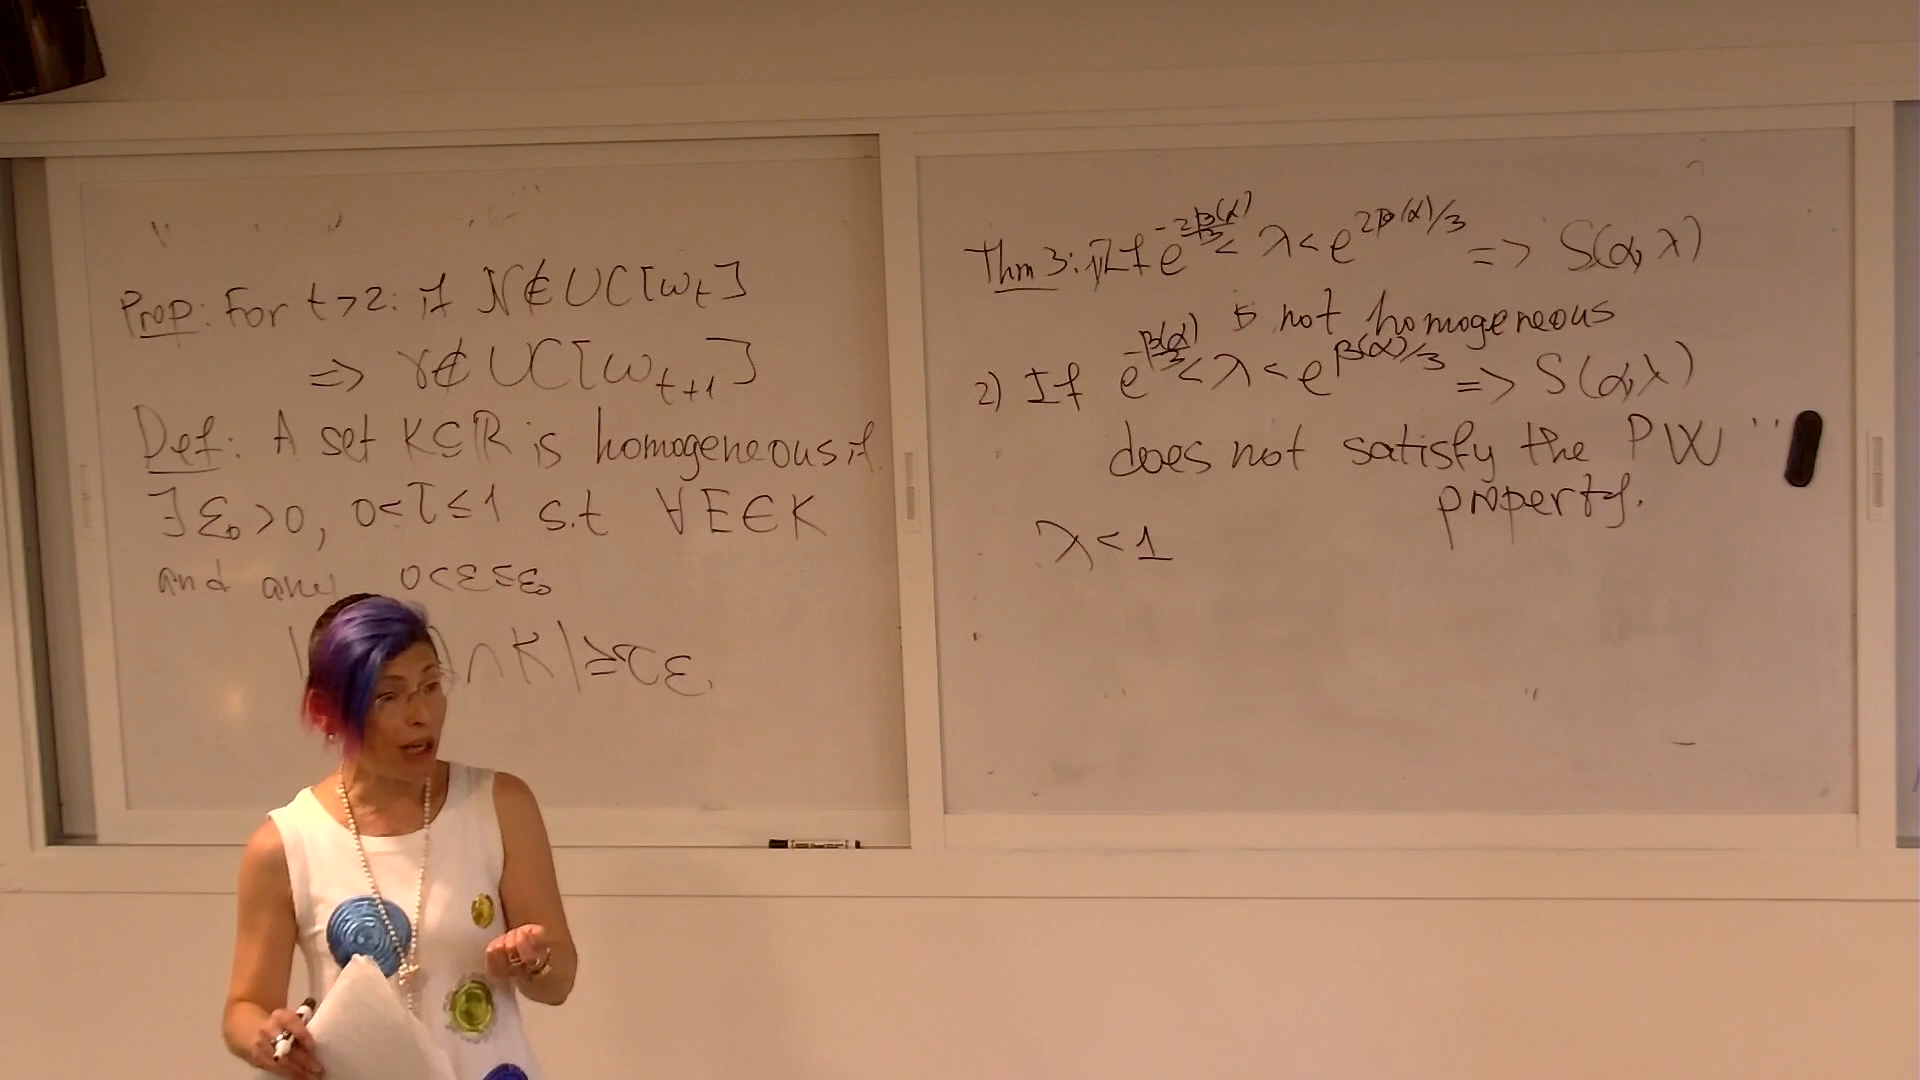 Prop: For t>2: if γ∉UC[ω_t]
=> γ∉UC[ω_{t+1}]
Def: A set K⊆ℝ is homogeneous if
∃ε₀>0, 0<τ≤1 s.t ∀E∈K
and any 0<ε≤ε₀
∩K|≥τε.
Thm 3: 1) If e^{-2β(α)/3} < λ < e^{2β(α)/3} => S(α,λ)
is not homogeneous
2) If e^{-β(α)/3} < λ < e^{β(α)/3} => S(α,λ)
does not satisfy the PW
property.
λ<1